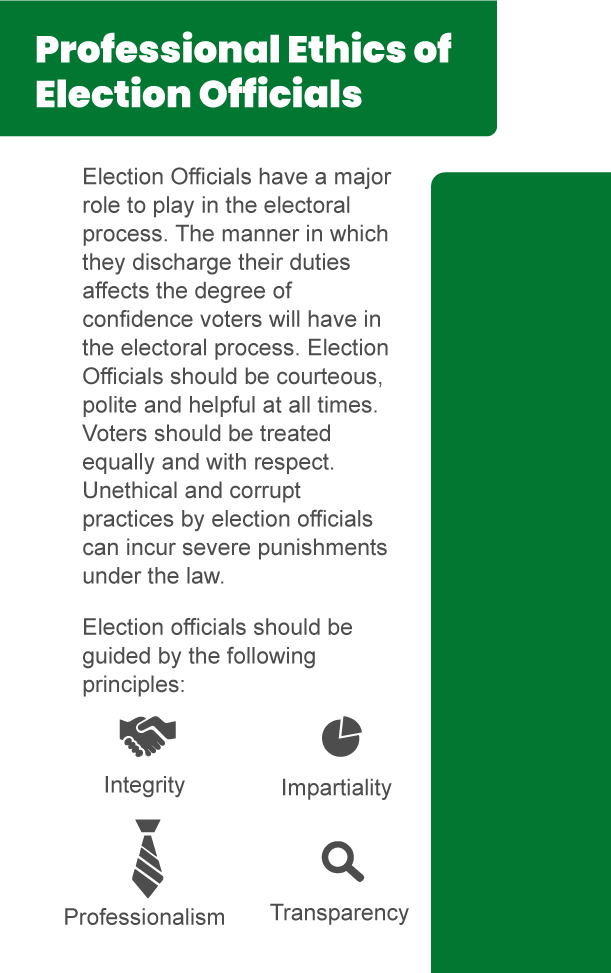 Professional Ethics of
Election Officials
Election Officials have a major
role to play in the electoral
process. The manner in which
they discharge their duties
affects the degree of
confidence voters will have in
the electoral process. Election
Officials should be courteous,
polite and helpful at all times.
Voters should be treated
equally and with respect.
Unethical and corrupt
practices by election officials
can incur severe punishments
under the law.
Election officials should be
guided by the following
principles:
Integrity
Impartiality
Professionalism
Transparency